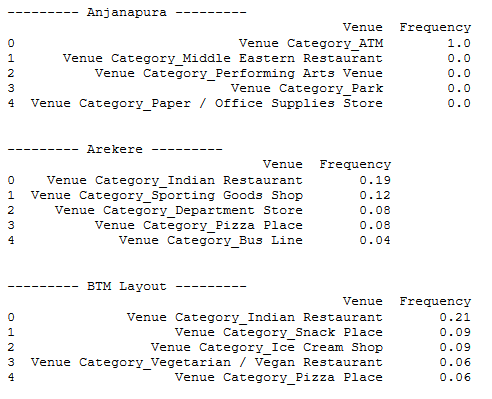 --------- Anjanapura ---------
Venue Frequency
0 Venue Category_ATM 1.0
1 Venue Category_Middle Eastern Restaurant 0.0
2 Venue Category_Performing Arts Venue 0.0
3 Venue Category_Park 0.0
4 Venue Category_Paper / Office Supplies Store 0.0
--------- Arekere ---------
Venue Frequency
0 Venue Category_Indian Restaurant 0.19
1 Venue Category_Sporting Goods Shop 0.12
2 Venue Category_Department Store 0.08
3 Venue Category_Pizza Place 0.08
4 Venue Category_Bus Line 0.04
--------- BTM Layout ---------
Venue Frequency
0 Venue Category_Indian Restaurant 0.21
1 Venue Category_Snack Place 0.09
2 Venue Category_Ice Cream Shop 0.09
3 Venue Category_Vegetarian / Vegan Restaurant 0.06
4 Venue Category_Pizza Place 0.06